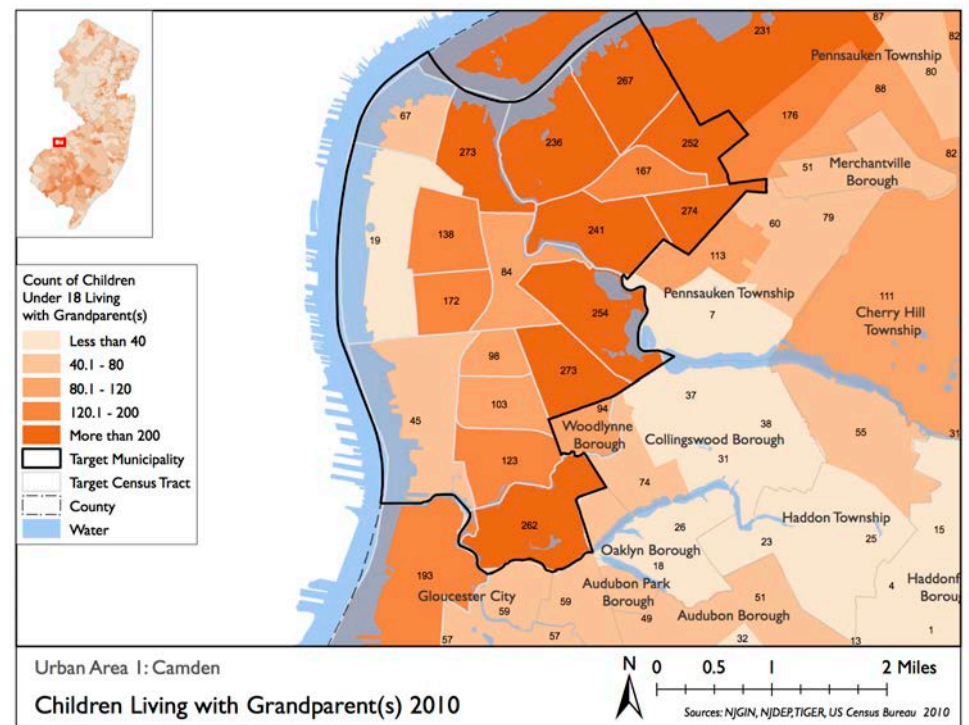 87
231
82
Pennsauken Township
267
80
88
67
176
273
236
252
82
51
Merchantville
Borough
167
274
79
60
19
138
241
113
84
172
254
Pennsauken Township
7
111
Cherry Hill
Township
98
273
103
37
94
Woodlynne
Borough
38
Collingswood Borough
31
55
31
45
123
74
262
26
Haddon Township
15
23
25
Oaklyn Borough
18
193
Gloucester City
Audubon Park
Borough
4
Haddonf
Borou
59
59
49
51
Audubon Borough
1
57
57
32
13
Count of Children
Under 18 Living
with Grandparent(s)
Less than 40
40.1 - 80
80.1 - 120
120.1 - 200
More than 200
Target Municipality
Target Census Tract
County
Water
Urban Area 1: Camden
Children Living with Grandparent(s) 2010
N
0 0.5 1 2 Miles
Sources: NJGIN, NJDEP,TIGER, US Census Bureau 2010